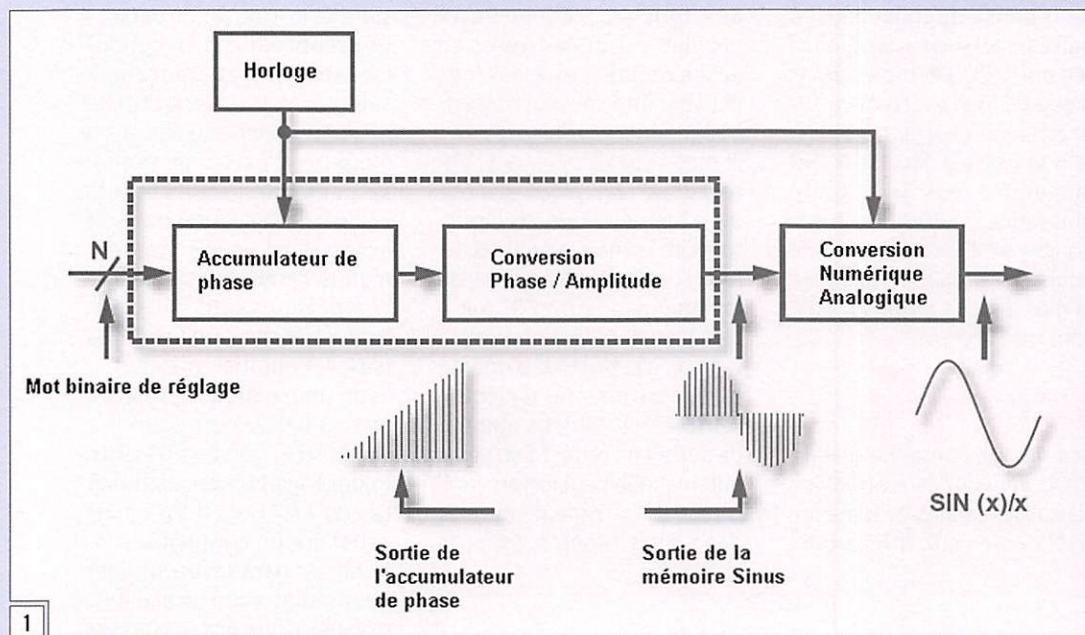 Horloge
N
Accumulateur de
phase
Conversion
Phase / Amplitude
Conversion
Numérique
Analogique
Mot binaire de réglage
SIN (x)/x
Sortie de
l'accumulateur
de phase
Sortie de la
mémoire Sinus
1